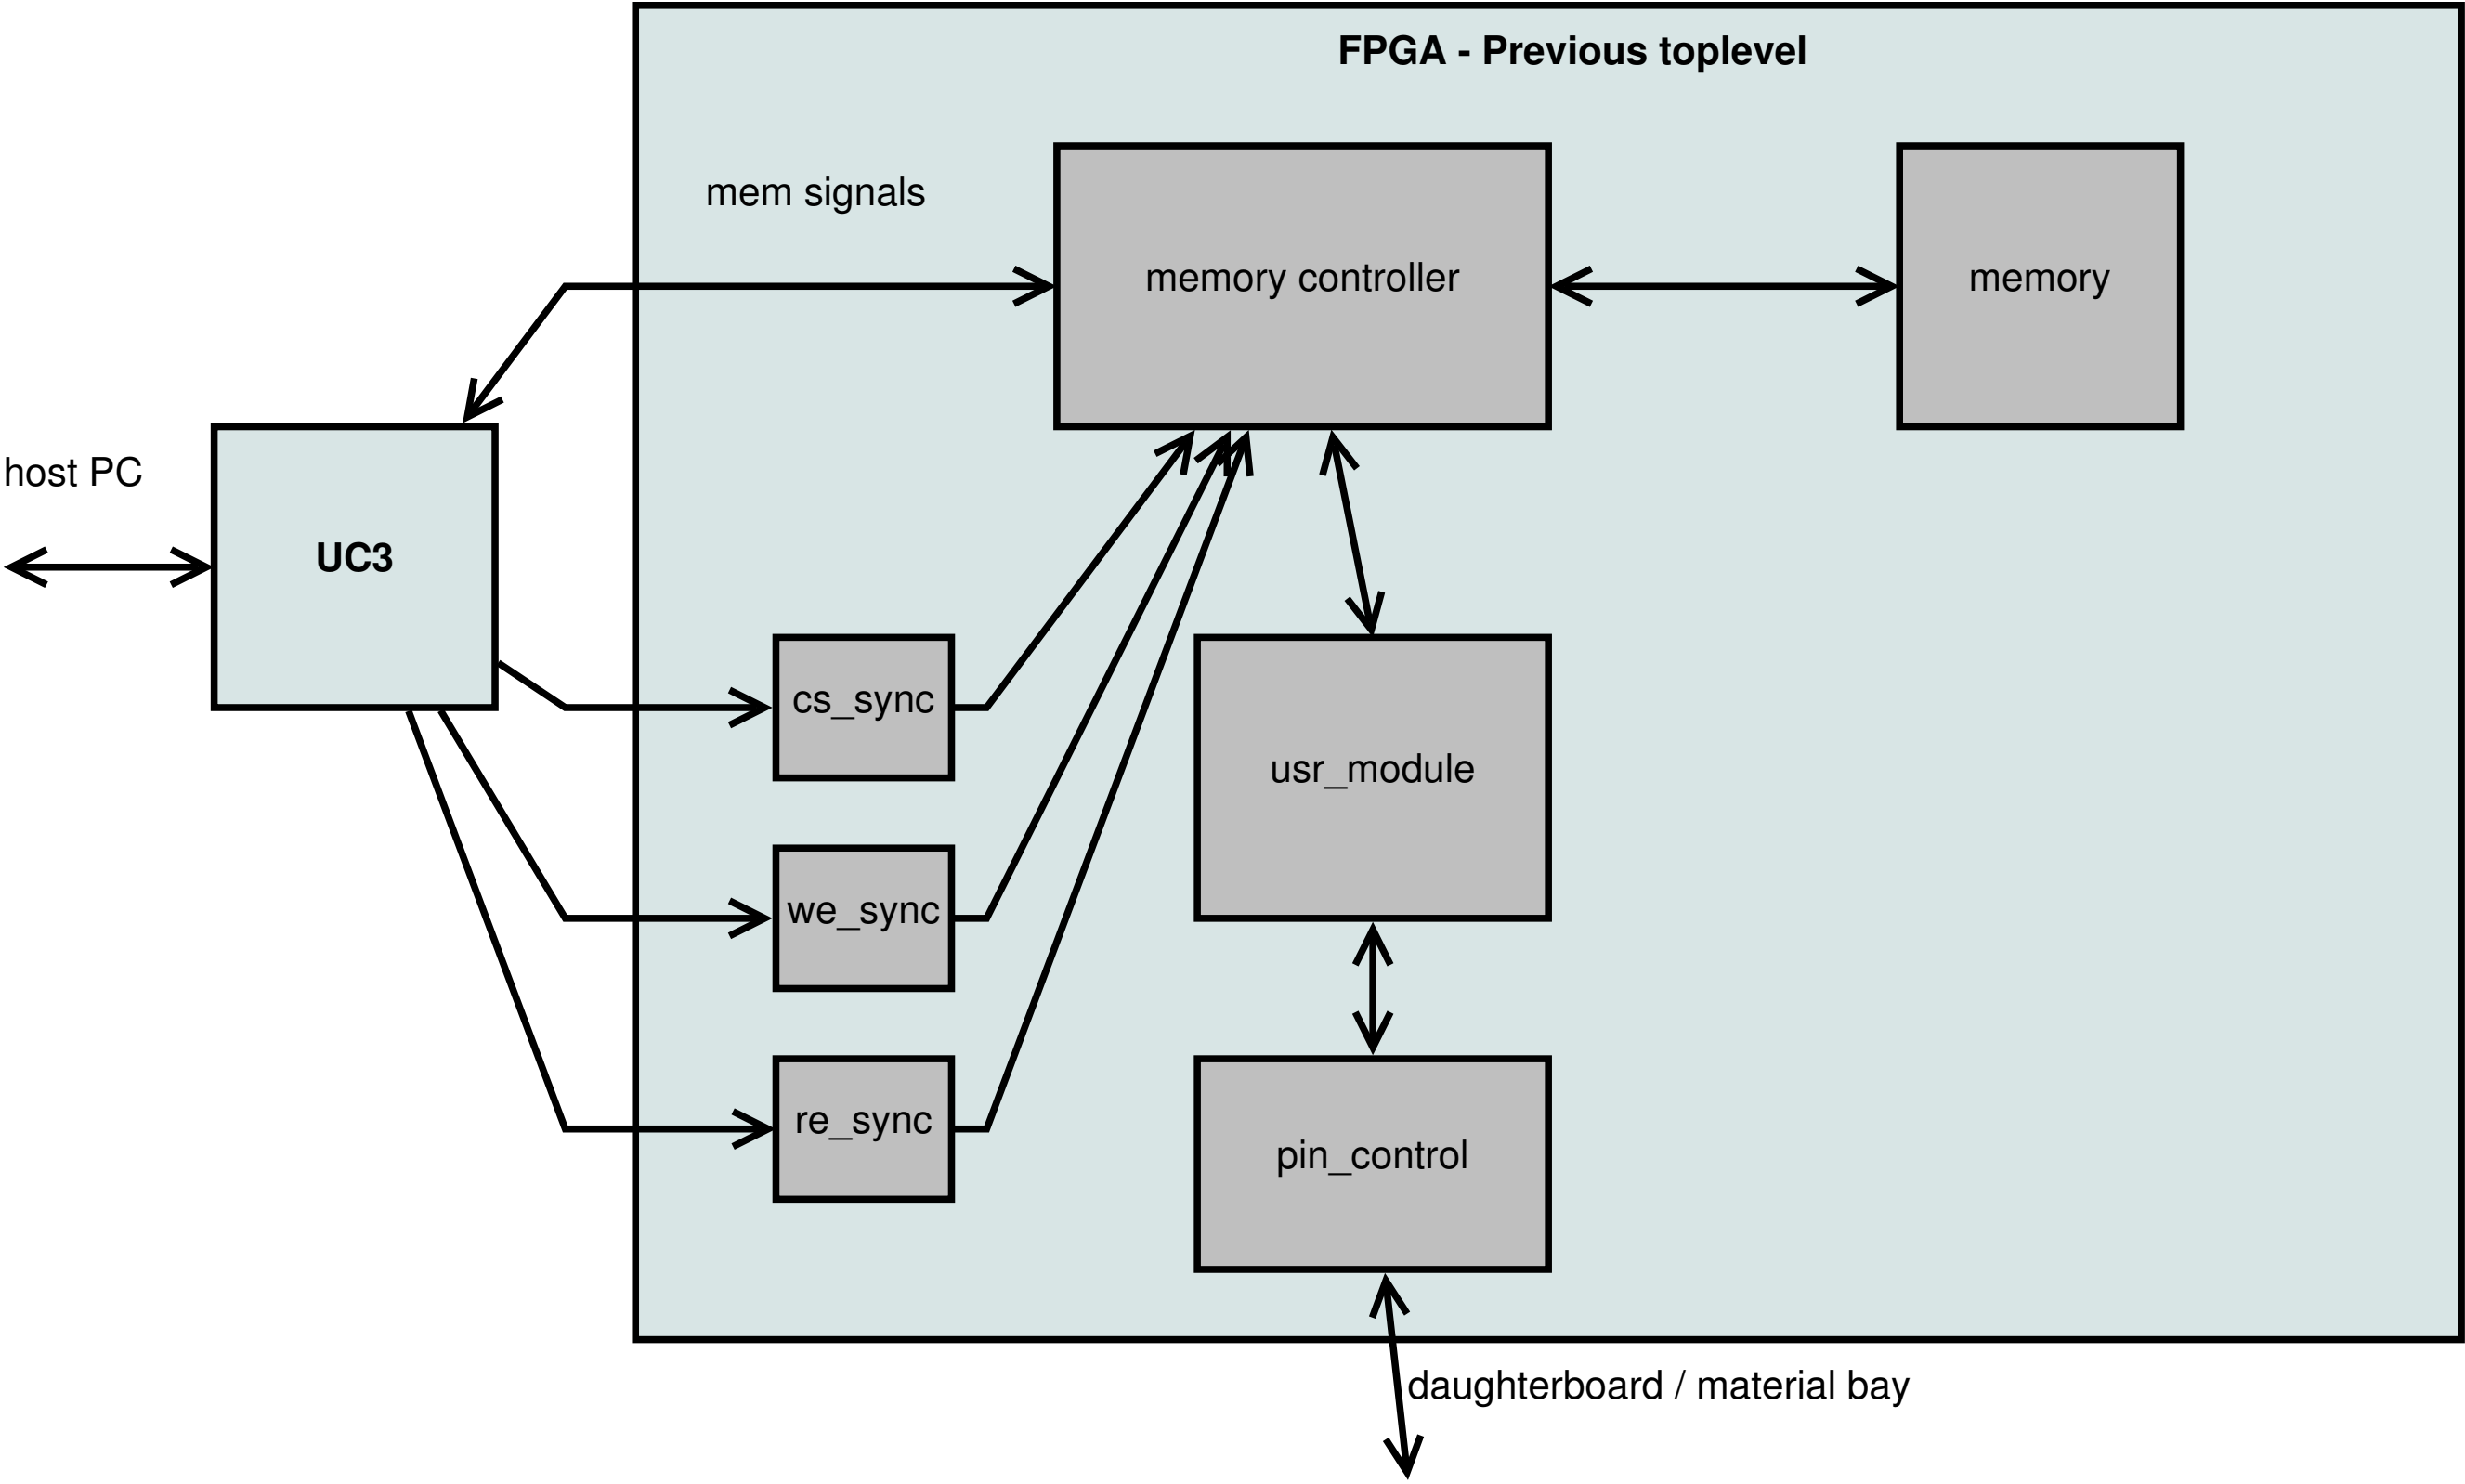 FPGA - Previous toplevel
mem signals
memory controller
memory
host PC
UC3
cs_sync
usr_module
we_sync
re_sync
pin_control
daughterboard / material bay